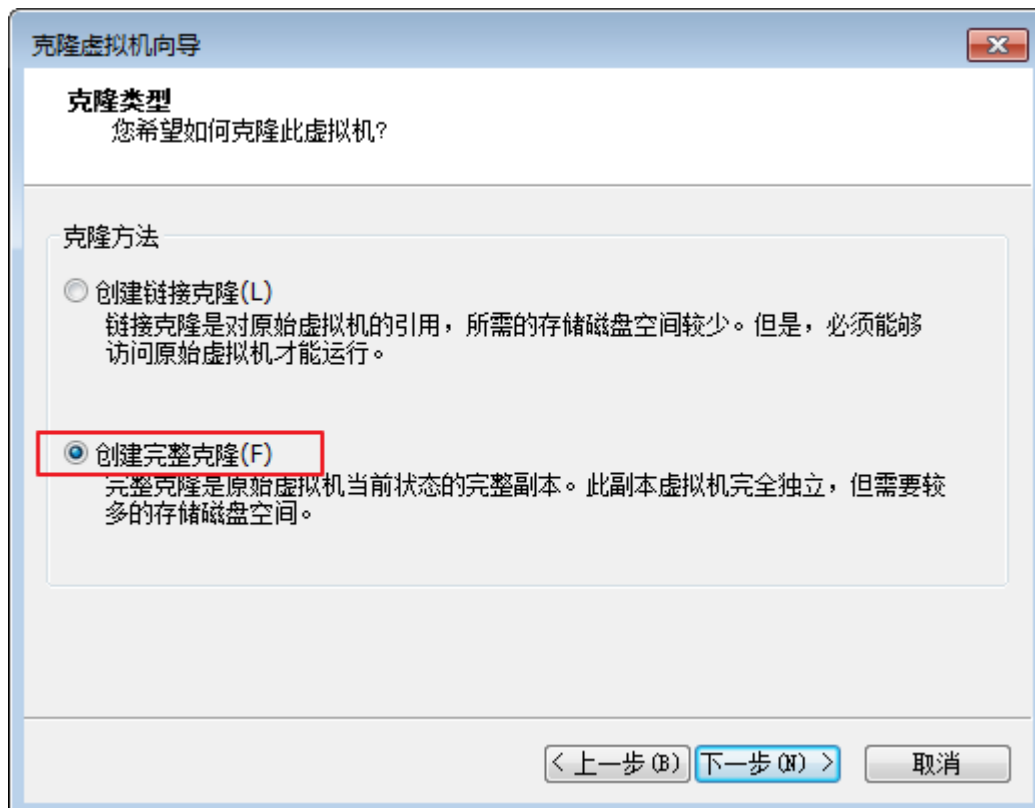 克隆虚拟机向导
克隆类型
您希望如何克隆此虚拟机?
克隆方法
创建链接克隆(L)
链接克隆是对原始虚拟机的引用，所需的存储磁盘空间较少。但是，必须能够
访问原始虚拟机才能运行。
创建完整克隆(F)
完整克隆是原始虚拟机当前状态的完整副本。此副本虚拟机完全独立，但需要较
多的存储磁盘空间。
< 上一步(B) 下一步(N) > 取消